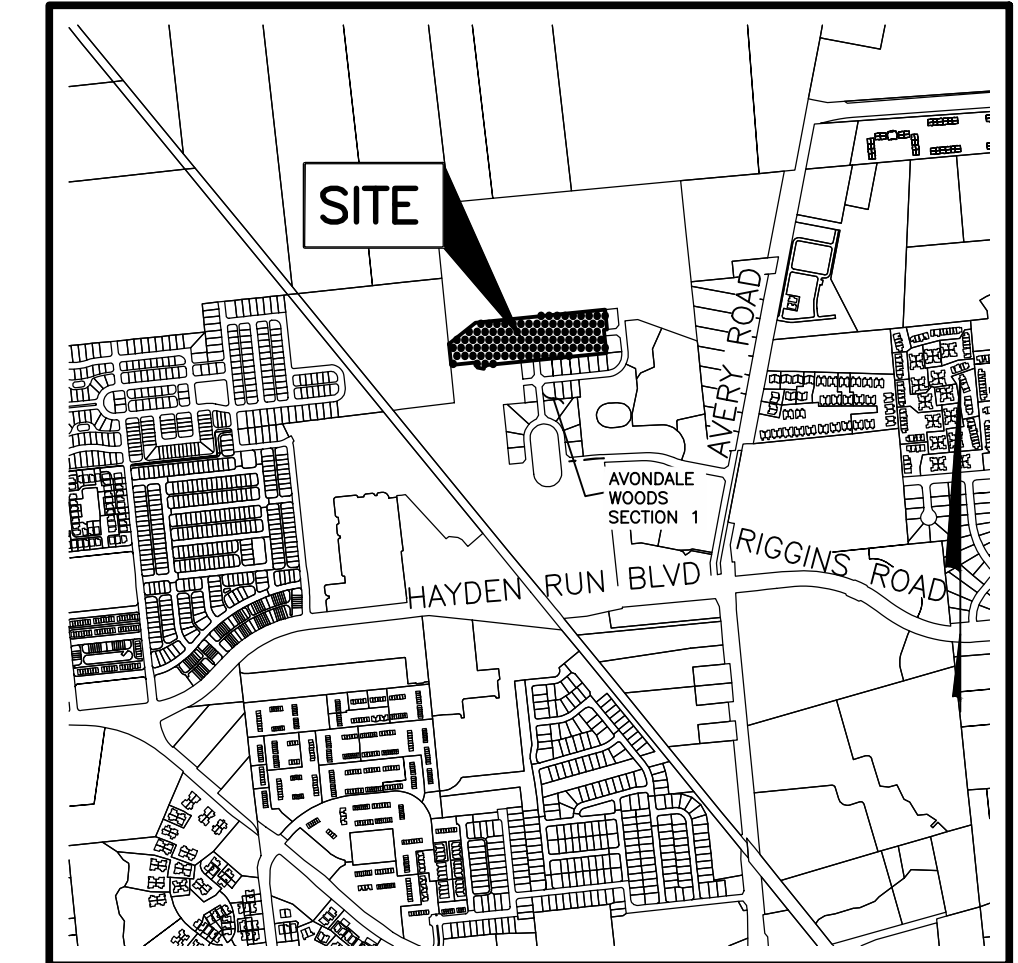 SITE
AVERY ROAD
AVONDALE
WOODS
SECTION 1
RIGGINS ROAD
HAYDEN RUN BLVD